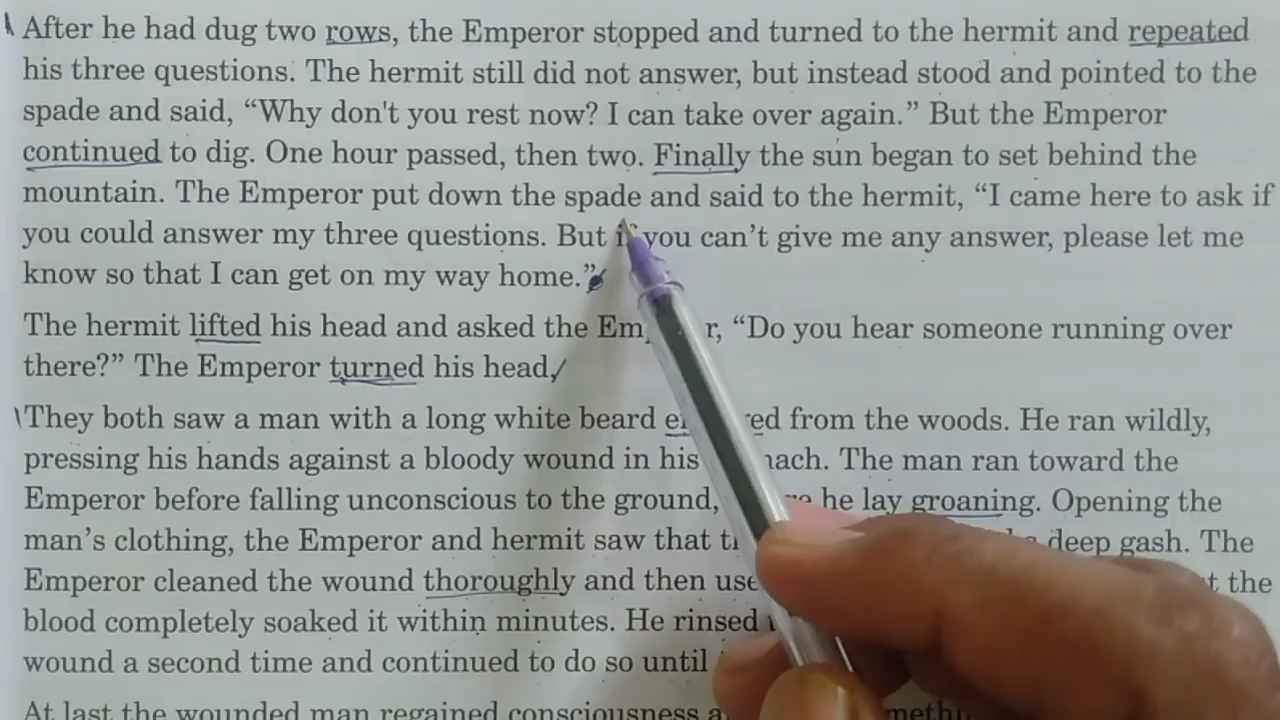 After he had dug two rows, the Emperor stopped and turned to the hermit and repeated
his three questions. The hermit still did not answer, but instead stood and pointed to the
spade and said, “Why don't you rest now? I can take over again.” But the Emperor
continued to dig. One hour passed, then two. Finally the sun began to set behind the
mountain. The Emperor put down the spade and said to the hermit, “I came here to ask if
you could answer my three questions. But if you can’t give me any answer, please let me
know so that I can get on my way home.”
The hermit lifted his head and asked the “Do you hear someone running over
there?” The Emperor turned his head,
They both saw a man with a long white beard from the woods. He ran wildly,
pressing his hands against a bloody wound in his The man ran toward the
Emperor before falling unconscious to the ground, he lay groaning. Opening the
man’s clothing, the Emperor and hermit saw that deep gash. The
Emperor cleaned the wound thoroughly and then the
blood completely soaked it within minutes. He rinsed
wound a second time and continued to do so until
At last the wounded man regained consciousness